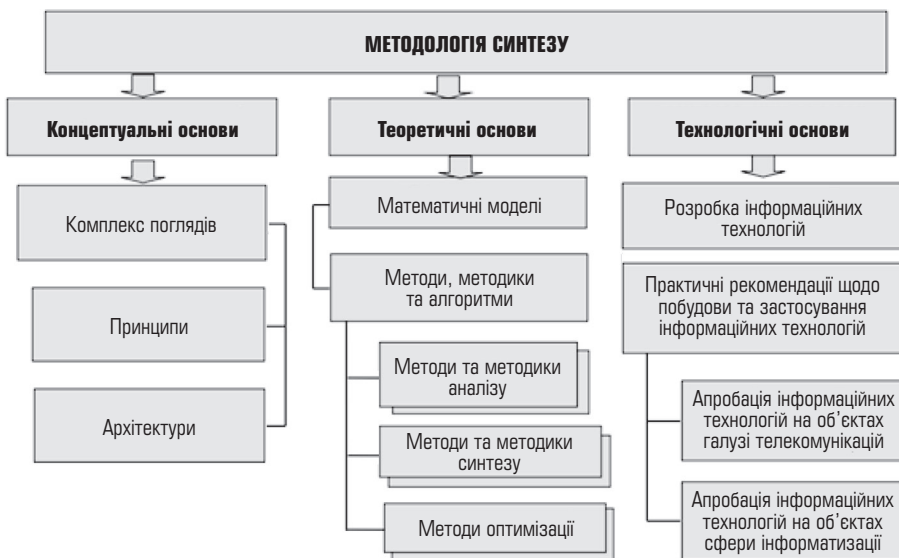 МЕТОДОЛОГІЯ СИНТЕЗУ
Концептуальні основи
Комплекс поглядів
Принципи
Архітектури
Теоретичні основи
Математичні моделі
Методи, методики
та алгоритми
Методи та методики
аналізу
Методи та методики
синтезу
Методи оптимізації
Технологічні основи
Розробка інформаційних
технологій
Практичні рекомендації щодо
побудови та застосування
інформаційних технологій
Апробація інформаційних
технологій на об’єктах
галузі телекомунікацій
Апробація інформаційних
технологій на об’єктах
сфери інформатизації